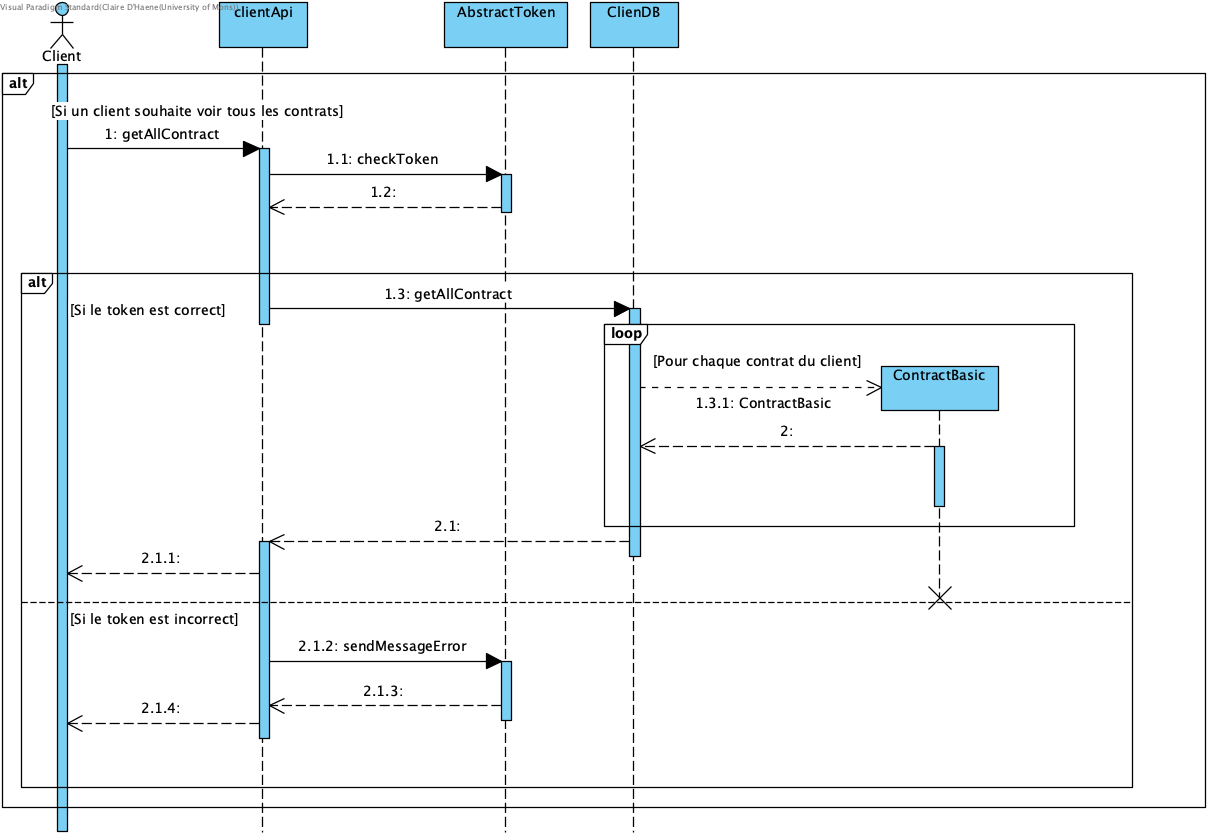 Visual Paradigm Standard(Claire D'Haene(University of Mons))
clientApi
AbstractToken
ClienDB
Client
alt
[Si un client souhaite voir tous les contrats]
1: getAllContract
1.1: checkToken
1.2:
alt
1.3: getAllContract
[Si le token est correct]
loop
[Pour chaque contrat du client]
ContractBasic
1.3.1: ContractBasic
2:
2.1:
2.1.1:
[Si le token est incorrect]
2.1.2: sendMessageError
2.1.3:
2.1.4: